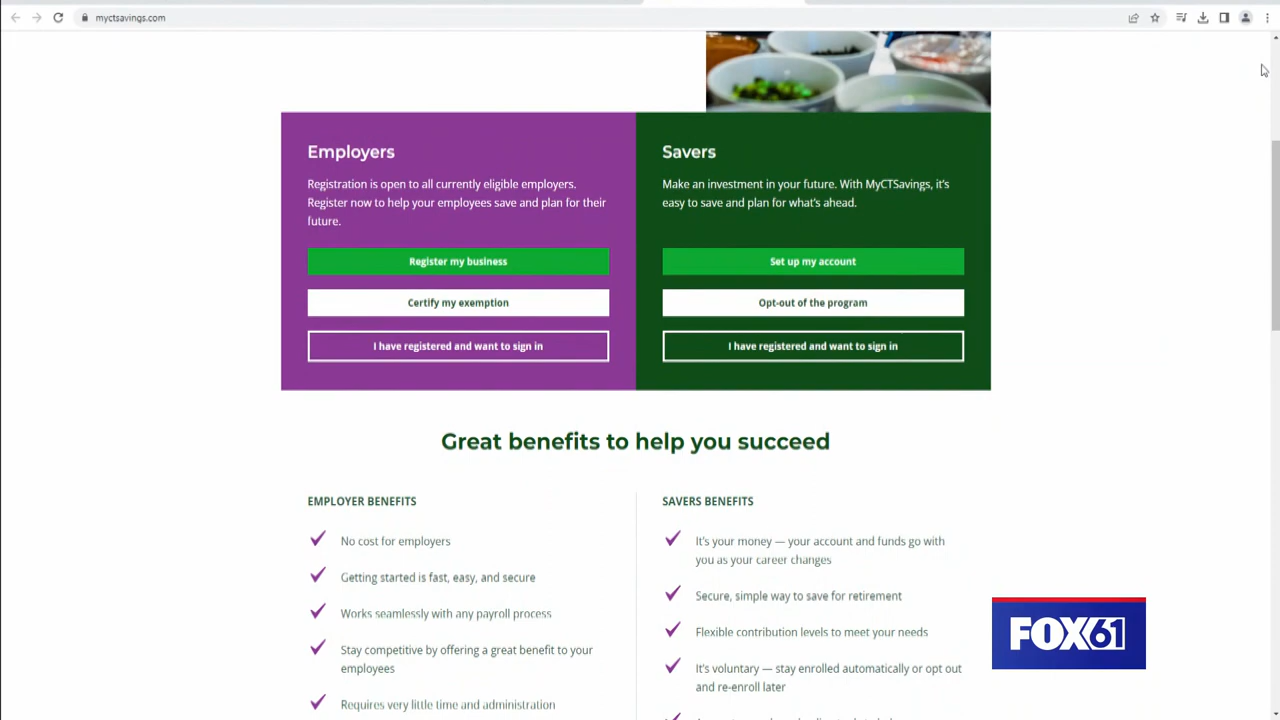 myctsavings.com
Employers
Registration is open to all currently eligible employers.
Register now to help your employees save and plan for their
future.
Register my business
Certify my exemption
I have registered and want to sign in
Savers
Make an investment in your future. With MyCTSavings, it's
easy to save and plan for what's ahead.
Set up my account
Opt-out of the program
I have registered and want to sign in
Great benefits to help you succeed
EMPLOYER BENEFITS
No cost for employers
Getting started is fast, easy, and secure
Works seamlessly with any payroll process
Stay competitive by offering a great benefit to your
employees
Requires very little time and administration
SAVERS BENEFITS
It's your money — your account and funds go with
you as your career changes
Secure, simple way to save for retirement
Flexible contribution levels to meet your needs
It's voluntary — stay enrolled automatically or opt out
and re-enroll later
FOX61